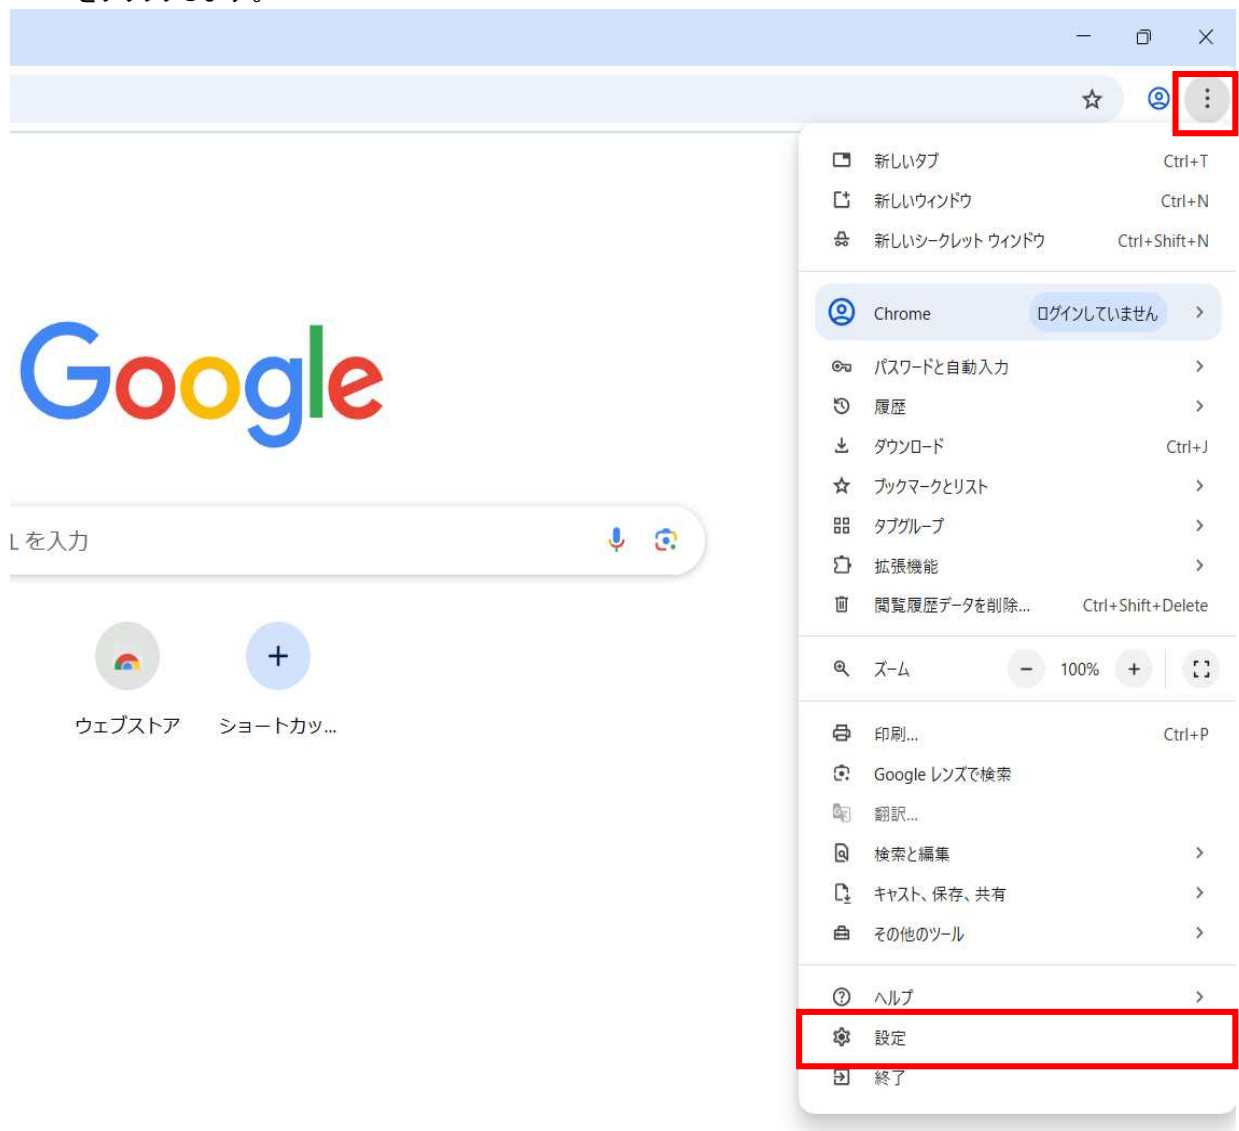 をクリックします。
新しいタブ Ctrl+T
新しいウィンドウ Ctrl+N
新しいシークレット ウィンドウ Ctrl+Shift+N
Chrome ログインしていません
Google
パスワードと自動入力
履歴
ダウンロード Ctrl+J
ブックマークとリスト
L を入力
タブグループ
拡張機能
閲覧履歴データを削除... Ctrl+Shift+Delete
ズーム － 100% +
ウェブストア ショートカッ...
印刷... Ctrl+P
Google レンズで検索
翻訳...
検索と編集
キャスト、保存、共有
その他のツール
ヘルプ
設定
終了